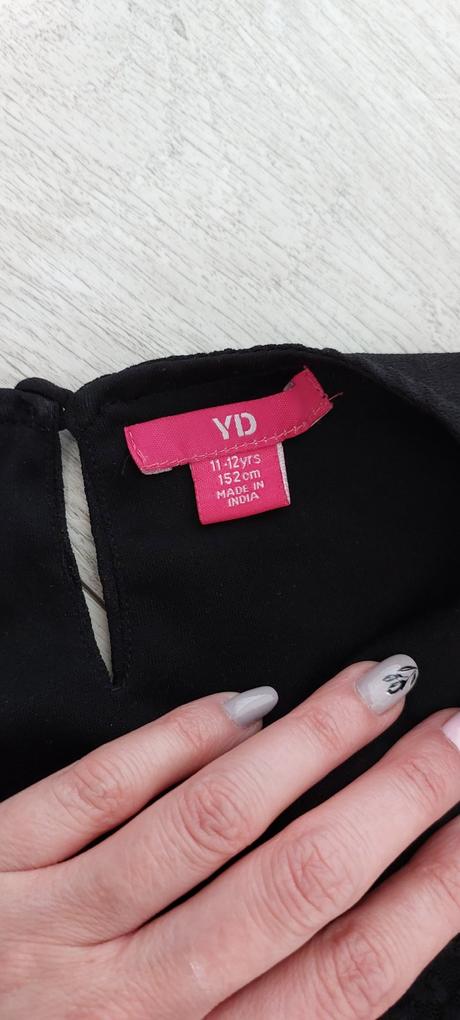 YD
11-12yrs
152cm
MADE IN
INDIA